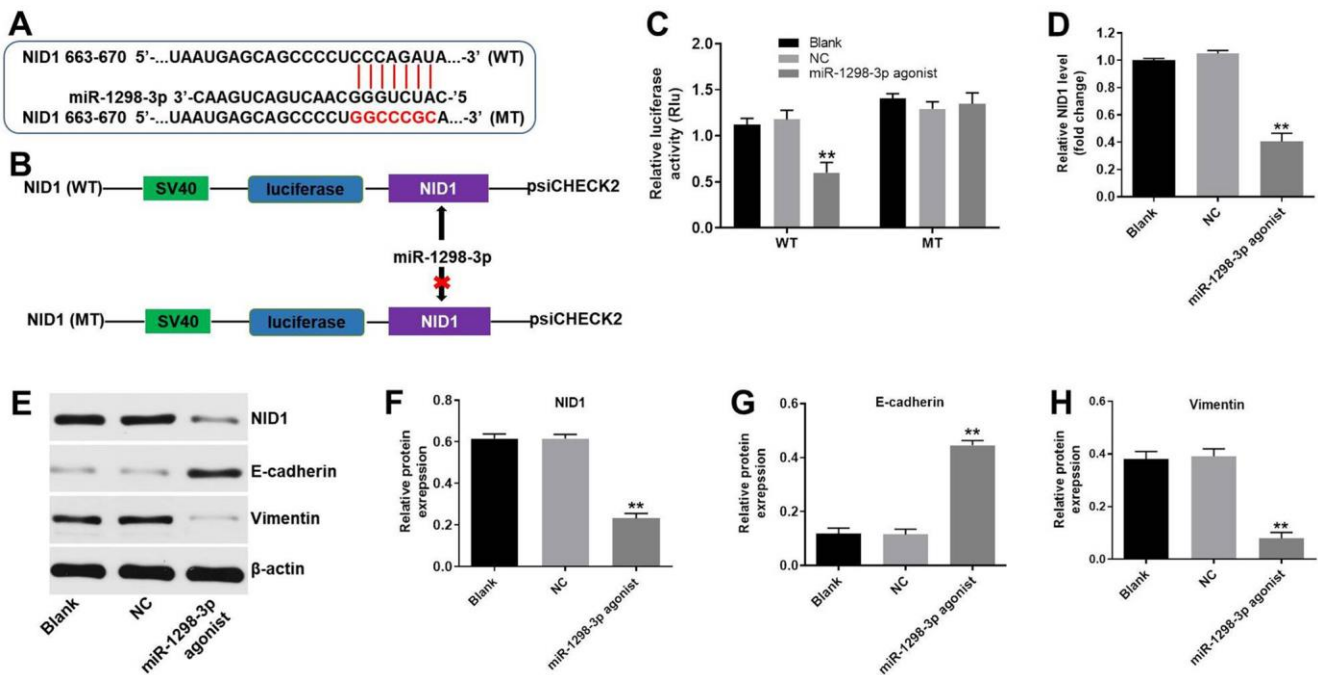 A
NID1 663-670 5’-...UAAUGAGCAGCCCCUCCCAGAUA...-3’ (WT)
miR-1298-3p 3’-CAAGUCAGUCAACGGGUCUAC-’5
NID1 663-670 5’-...UAAUGAGCAGCCCCUGGCCCGCA...-3’ (MT)
B
NID1 (WT) SV40 luciferase NID1 psiCHECK2
miR-1298-3p
NID1 (MT) SV40 luciferase NID1 psiCHECK2
C
Relative luciferase
activity (Rlu)
2.0
1.5
1.0
0.5
0.0
Blank
NC
miR-1298-3p agonist
**
WT MT
D
Relative NID1 level
(fold change)
1.2
1.0
0.8
0.6
0.4
0.2
0.0
**
Blank
NC
miR-1298-3p agonist
E
NID1
E-cadherin
Vimentin
β-actin
Blank
NC
miR-1298-3p
agonist
F
NID1
Relative protein
exrepssion
0.8
0.6
0.4
0.2
0.0
**
Blank
NC
miR-1298-3p agonist
G
E-cadherin
Relative protein
exrepssion
0.6
0.4
0.2
0.0
**
Blank
NC
miR-1298-3p agonist
H
Vimentin
Relative protein
exrepssion
0.6
0.4
0.2
0.0
**
Blank
NC
miR-1298-3p agonist